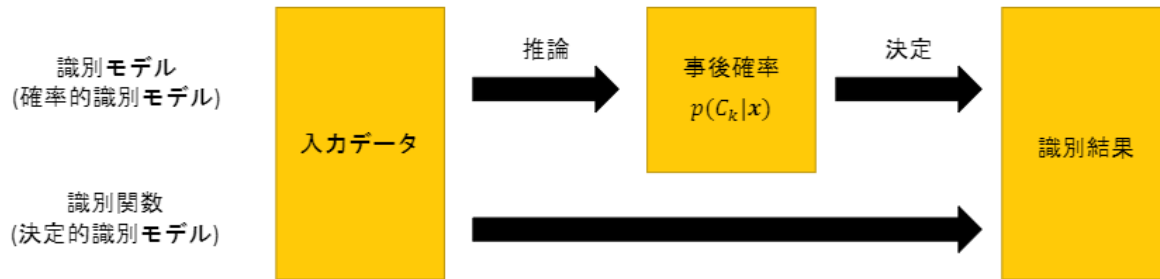 識別モデル
(確率的識別モデル)
入力データ
推論
事後確率
p(C_k|x)
決定
識別結果
識別関数
(決定的識別モデル)